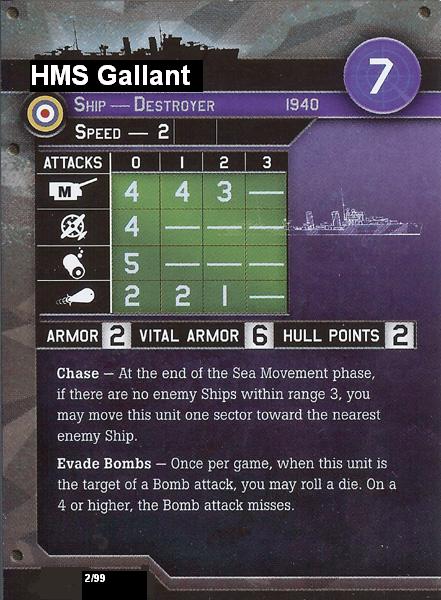 HMS Gallant
7
SHIP — DESTROYER 1940
SPEED — 2
ATTACKS 0 1 2 3
M 4 4 3 —
4 — — —
5 — — —
2 2 1 —
ARMOR 2 VITAL ARMOR 6 HULL POINTS 2
Chase — At the end of the Sea Movement phase,
if there are no enemy Ships within range 3, you
may move this unit one sector toward the nearest
enemy Ship.
Evade Bombs — Once per game, when this unit is
the target of a Bomb attack, you may roll a die. On a
4 or higher, the Bomb attack misses.
2/99